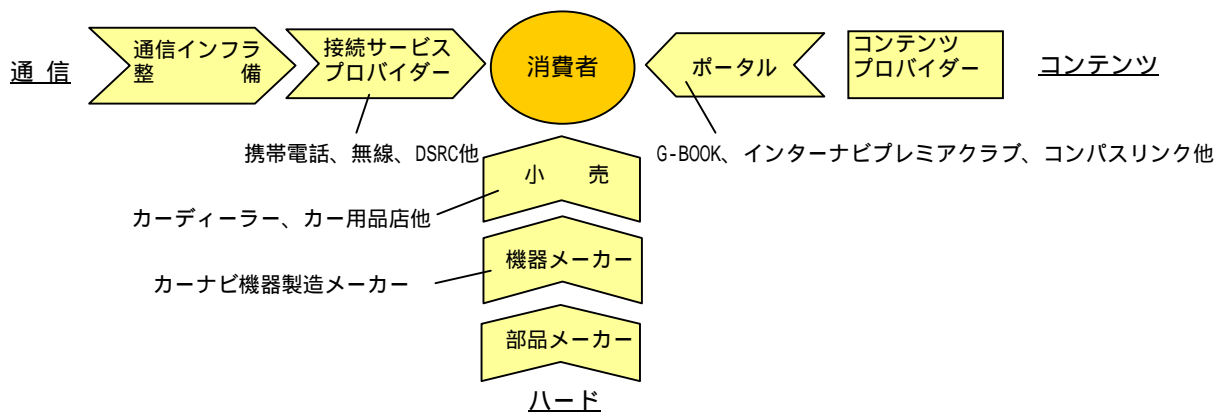 通 信
通信インフラ
整　　　備
接続サービス
プロバイダー
消費者
ポータル
コンテンツ
プロバイダー
コンテンツ
携帯電話、無線、DSRC他
G-BOOK、インターナビプレミアクラブ、コンパスリンク他
小　売
カーディーラー、カー用品店他
機器メーカー
カーナビ機器製造メーカー
部品メーカー
ハード